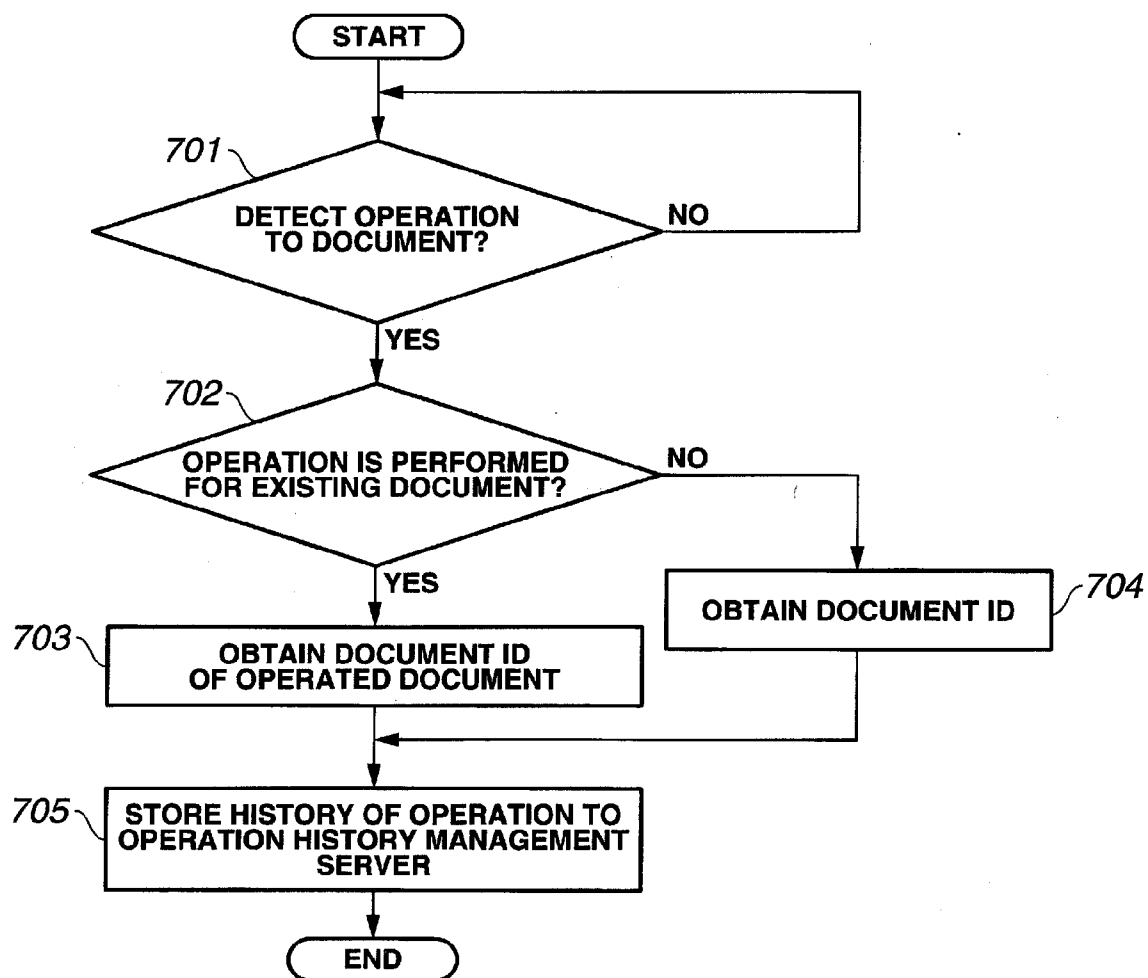 START
701
DETECT OPERATION
TO DOCUMENT?
NO
YES
702
OPERATION IS PERFORMED
FOR EXISTING DOCUMENT?
NO
YES
704
OBTAIN DOCUMENT ID
703
OBTAIN DOCUMENT ID
OF OPERATED DOCUMENT
705
STORE HISTORY OF OPERATION TO
OPERATION HISTORY MANAGEMENT
SERVER
END